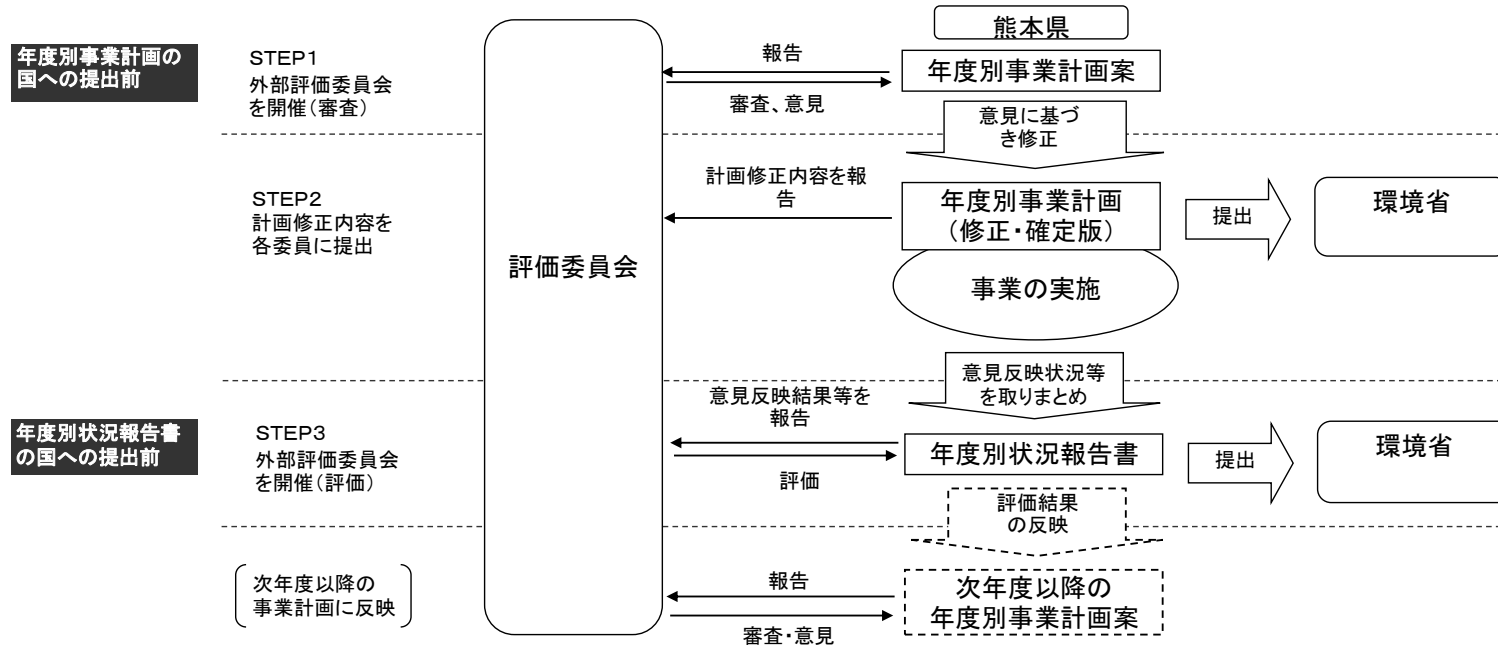 熊本県
年度別事業計画の
国への提出前
STEP1
外部評価委員会
を開催（審査）
報告
審査、意見
年度別事業計画案
意見に基づ
き修正
STEP2
計画修正内容を
各委員に提出
計画修正内容を報
告
年度別事業計画
（修正・確定版）
提出
環境省
評価委員会
事業の実施
意見反映状況等
を取りまとめ
年度別状況報告書
の国への提出前
STEP3
外部評価委員会
を開催（評価）
意見反映結果等を
報告
評価
年度別状況報告書
提出
環境省
評価結果
の反映
次年度以降の
事業計画に反映
報告
審査・意見
次年度以降の
年度別事業計画案